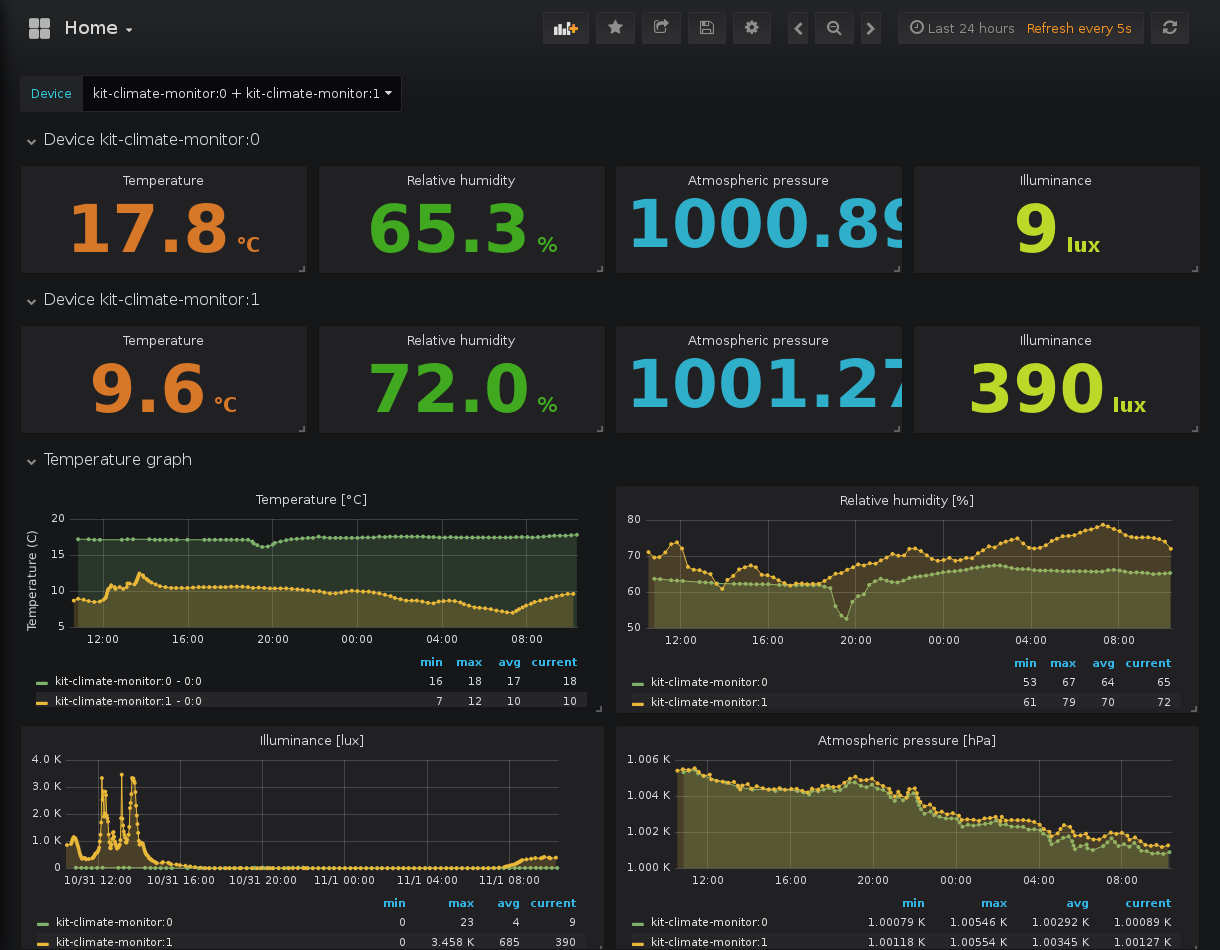 Home
Last 24 hours Refresh every 5s
Device kit-climate-monitor:0 + kit-climate-monitor:1
Device kit-climate-monitor:0
Temperature Relative humidity Atmospheric pressure Illuminance
17.8 °C 65.3 % 1000.89 9 lux
Device kit-climate-monitor:1
Temperature Relative humidity Atmospheric pressure Illuminance
9.6 °C 72.0 % 1001.27 390 lux
Temperature graph
Temperature [°C]
Temperature (C)
20
15
10
5
12:00 16:00 20:00 00:00 04:00 08:00
min max avg current
kit-climate-monitor:0 - 0:0 16 18 17 18
kit-climate-monitor:1 - 0:0 7 12 10 10
Relative humidity [%]
80
70
60
50
12:00 16:00 20:00 00:00 04:00 08:00
min max avg current
kit-climate-monitor:0 53 67 64 65
kit-climate-monitor:1 61 79 70 72
Illuminance [lux]
4.0 K
3.0 K
2.0 K
1.0 K
0
10/31 12:00 10/31 16:00 10/31 20:00 11/1 00:00 11/1 04:00 11/1 08:00
min max avg current
kit-climate-monitor:0 0 23 4 9
kit-climate-monitor:1 0 3.458 K 685 390
Atmospheric pressure [hPa]
1.006 K
1.004 K
1.002 K
1.000 K
12:00 16:00 20:00 00:00 04:00 08:00
min max avg current
kit-climate-monitor:0 1.00079 K 1.00546 K 1.00292 K 1.00089 K
kit-climate-monitor:1 1.00118 K 1.00554 K 1.00345 K 1.00127 K